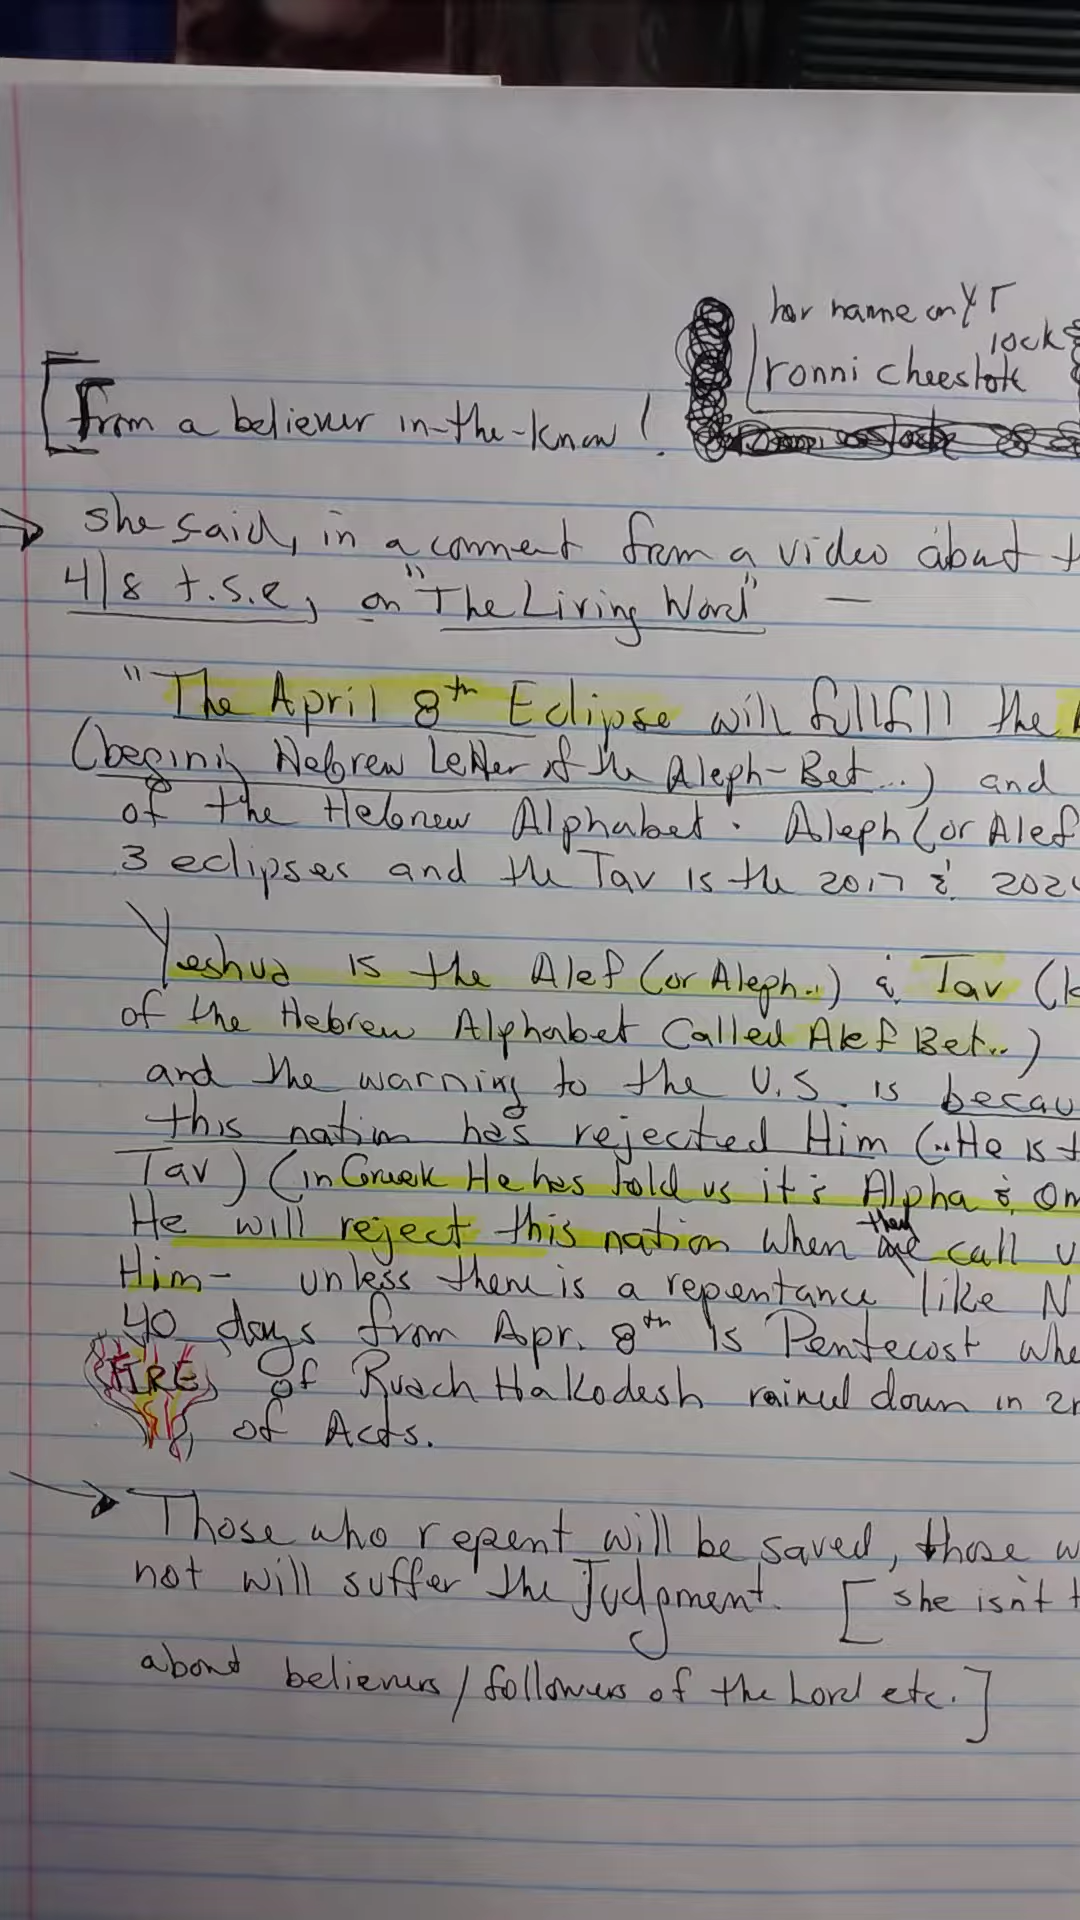 her name on YT
lock
ronni cheeslok
[From a believer in-the-know!
→ she said, in a comment from a video about t
4/8 t.s.e, on "The Living Word" —
"The April 8th Eclipse will fullfill the A
(begining Hebrew Letter of the Aleph-Bet...) and
of the Hebrew Alphabet. Aleph (or Alef
3 eclipses and the Tav is the 2017 & 202
Yeshua is the Alef (or Aleph..) & Tav (l
of the Hebrew Alphabet Called Alef Bet..)
and the warning to the U.S. is becau
this nation has rejected Him (..He is t
Tav) (in Greek He has told us it's Alpha & Om
He will reject this nation when they call u
Him - unless there is a repentance like N
40 days from Apr. 8th is Pentecost whe
FIRE of Ruach HaKodesh rained down in 2n
of Acts.
→ Those who repent will be saved, those w
not will suffer the Judgment. [she isn't t
about believers/followers of the Lord etc.]